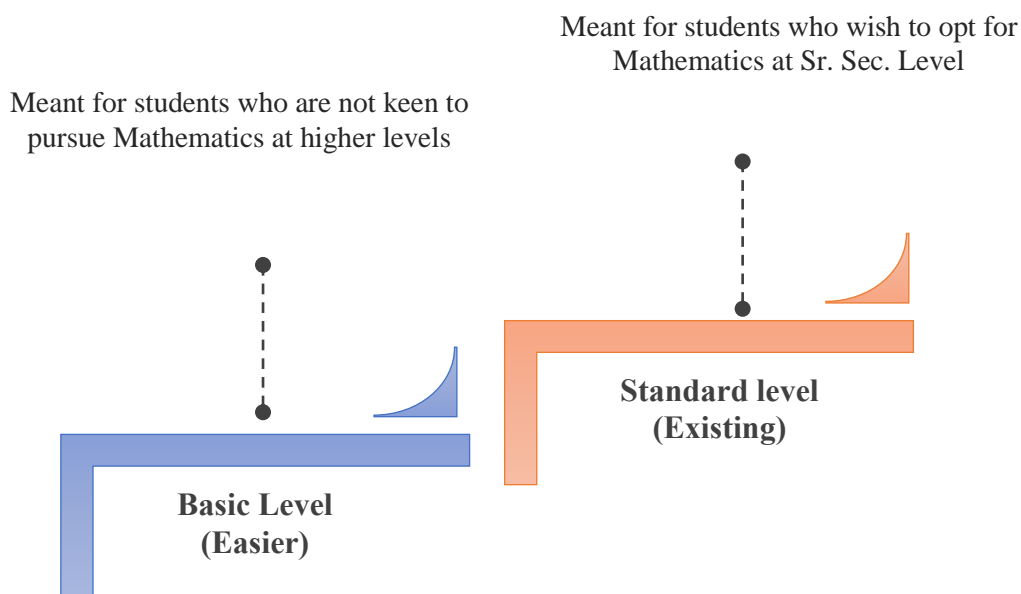 Meant for students who wish to opt for
Mathematics at Sr. Sec. Level
Meant for students who are not keen to
pursue Mathematics at higher levels
Standard level
(Existing)
Basic Level
(Easier)